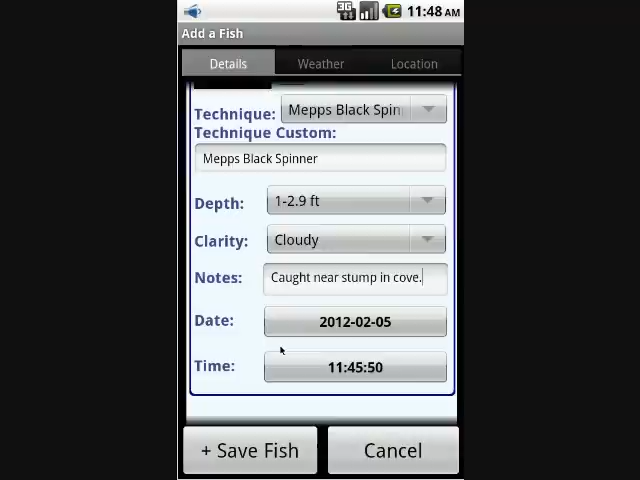 3G 11:48 AM
Add a Fish
Details Weather Location
Technique: Mepps Black Spin
Technique Custom:
Mepps Black Spinner
Depth: 1-2.9 ft
Clarity: Cloudy
Notes: Caught near stump in cove.
Date: 2012-02-05
Time: 11:45:50
+ Save Fish Cancel